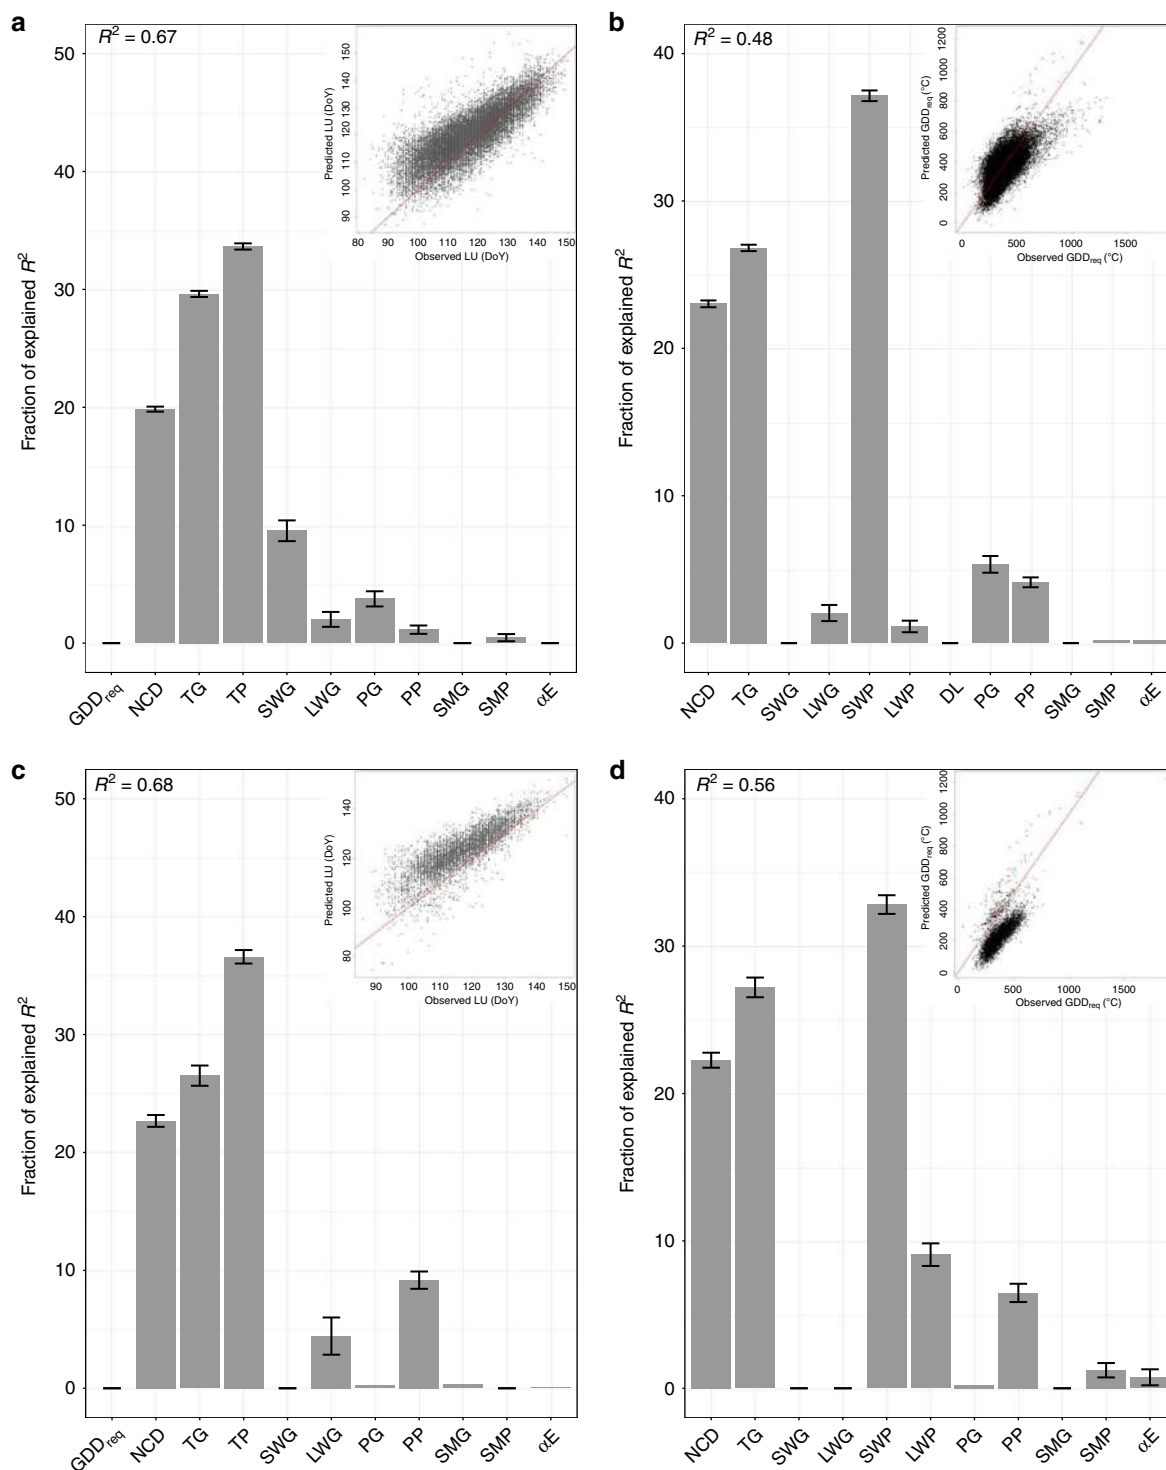 a
R² = 0.67
Fraction of explained R²
50
40
30
20
10
0
GDDreq NCD TG TP SWG LWG PG PP SMG SMP αE
Predicted LU (DoY)
150
140
130
120
110
100
90
80 90 100 110 120 130 140 150
Observed LU (DoY)
b
R² = 0.48
Fraction of explained R²
40
30
20
10
0
NCD TG SWG LWG SWP LWP DL PG PP SMG SMP αE
Predicted GDDreq (°C)
1200
1000
800
600
400
200
0
0 500 1000 1500
Observed GDDreq (°C)
c
R² = 0.68
Fraction of explained R²
50
40
30
20
10
0
GDDreq NCD TG TP SWG LWG PG PP SMG SMP αE
Predicted LU (DoY)
140
120
100
80
90 100 110 120 130 140 150
Observed LU (DoY)
d
R² = 0.56
Fraction of explained R²
40
30
20
10
0
NCD TG SWG LWG SWP LWP PG PP SMG SMP αE
Predicted GDDreq (°C)
1200
1000
800
600
400
200
0
0 500 1000 1500
Observed GDDreq (°C)